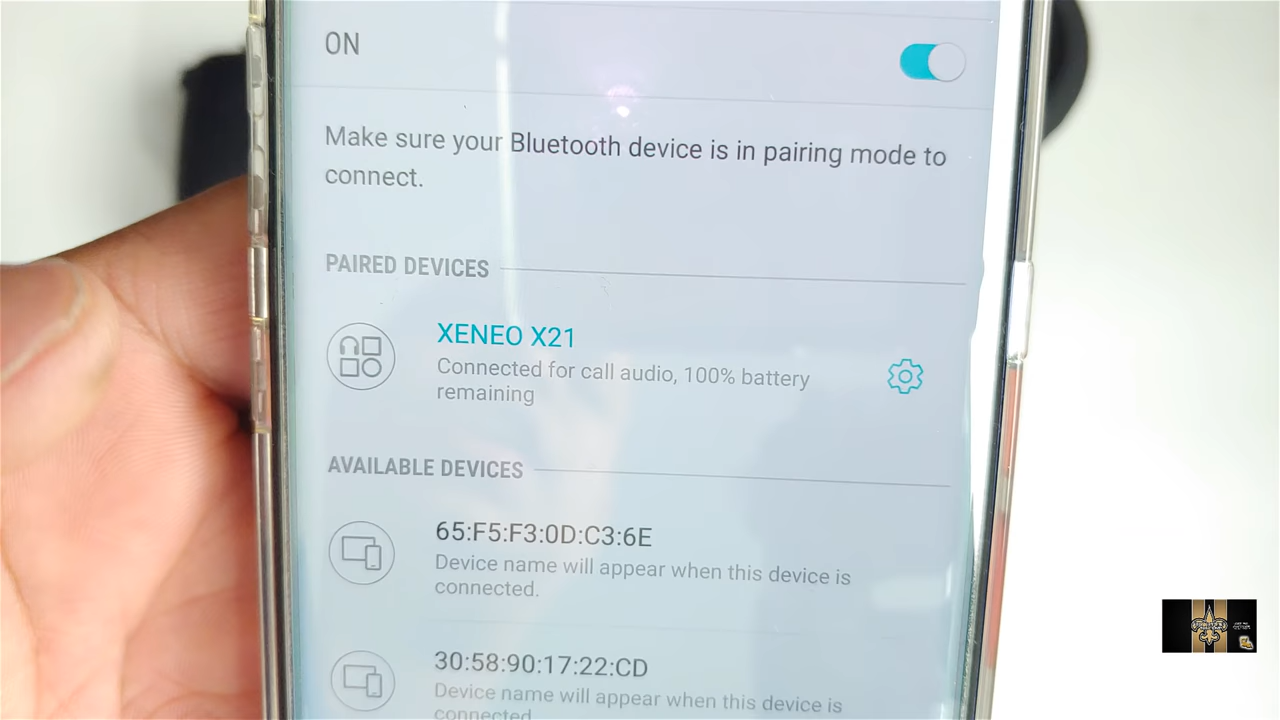 ON
Make sure your Bluetooth device is in pairing mode to
connect.
PAIRED DEVICES
XENEO X21
Connected for call audio, 100% battery
remaining
AVAILABLE DEVICES
65:F5:F3:0D:C3:6E
Device name will appear when this device is
connected.
30:58:90:17:22:CD
Device name will appear when this device is
connected.